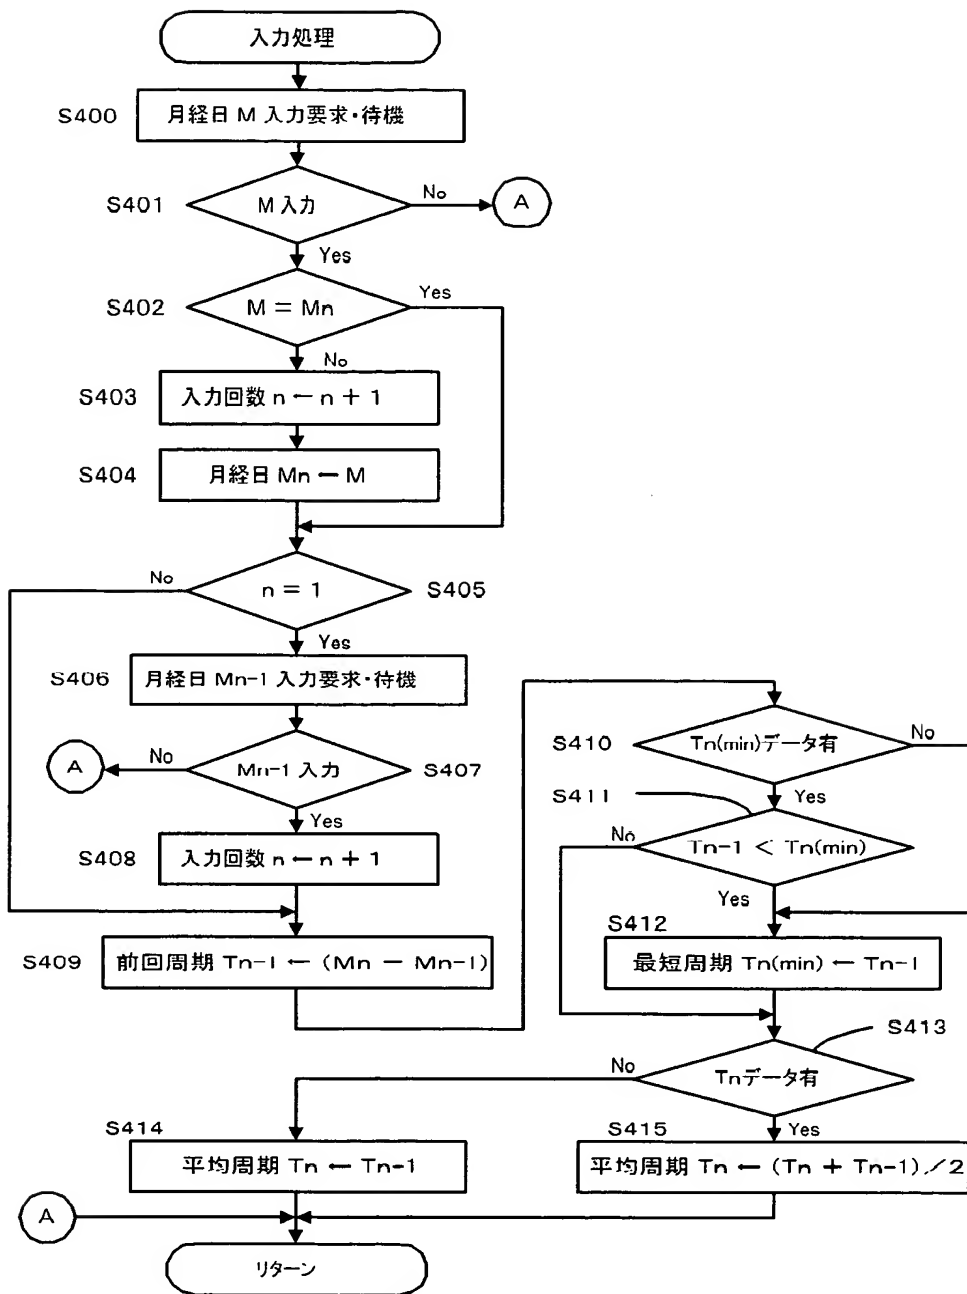 入力処理
S400
月経日 M 入力要求・待機
S401
M 入力
No
A
Yes
S402
M = Mn
Yes
No
S403
入力回数 n ← n + 1
S404
月経日 Mn ← M
No
n = 1
S405
Yes
S406
月経日 Mn-1 入力要求・待機
A
No
Mn-1 入力
S407
Yes
S408
入力回数 n ← n + 1
S409
前回周期 Tn-1 ← (Mn − Mn-1)
S410
Tn(min)データ有
No
S411
Yes
No
Tn-1 < Tn(min)
Yes
S412
最短周期 Tn(min) ← Tn-1
S413
No
Tnデータ有
Yes
S414
平均周期 Tn ← Tn-1
S415
平均周期 Tn ← (Tn + Tn-1)/2
A
リターン